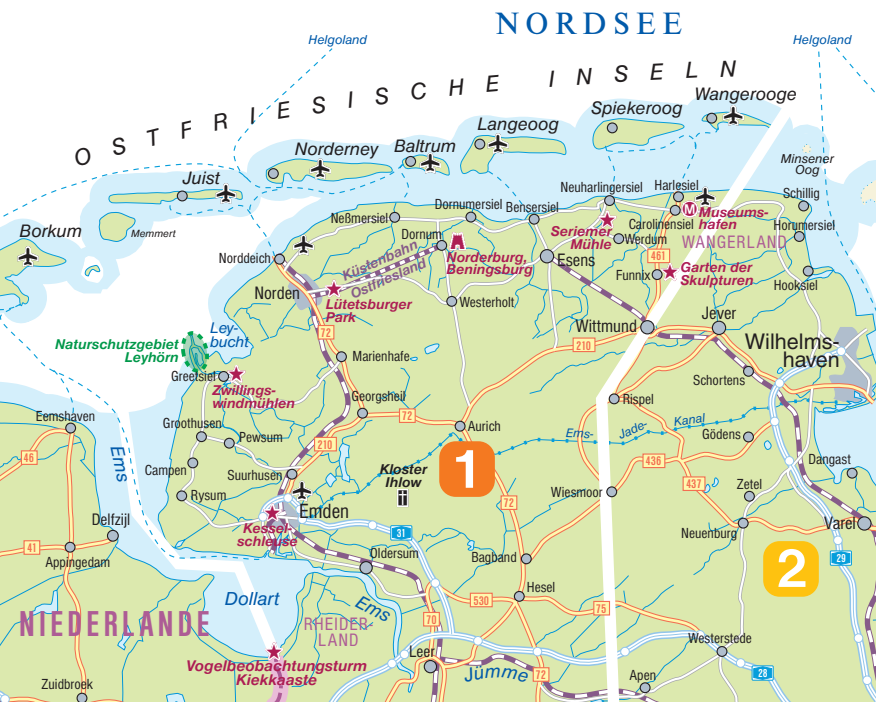 NORDSEE
Helgoland
Helgoland
OSTFRIESISCHE INSELN
Wangerooge
Spiekeroog
Langeoog
Baltrum
Norderney
Juist
Minsener
Oog
Borkum
Memmert
Neuharlingersiel
Harlesiel
Schillig
Dornumersiel
Bensersiel
Neßmersiel
M
Museums-
hafen
Carolinensiel
Horumersiel
Seriemer
Mühle
Werdum
WANGERLAND
Dornum
Norddeich
Küstenbahn
Ostfriesland
Norderburg,
Beningsburg
Esens
461
Funnix
Garten der
Skulpturen
Hooksiel
Norden
Lütetsburger
Park
Westerholt
72
Wittmund
Jever
Ley-
bucht
Naturschutzgebiet
Leyhörn
210
Wilhelms-
haven
Marienhafe
Greetsiel
Zwillings-
windmühlen
Schortens
Georgsheil
Rispel
Eemshaven
72
Aurich
Groothusen
Pewsum
Ems-
Jade-
Kanal
Gödens
210
46
Ems
Campen
Suurhusen
Kloster
Ihlow
1
436
Dangast
437
Rysum
Wiesmoor
Zetel
72
Emden
Delfzijl
Kessel-
schleuse
31
Neuenburg
Varel
41
Appingedam
Oldersum
Bagband
2
29
Hesel
Dollart
Ems
530
75
NIEDERLANDE
RHEIDER-
LAND
70
Leer
Westerstede
Vogelbeobachtungsturm
Kiekkaaste
Jümme
72
28
Apen
Zuidbroek